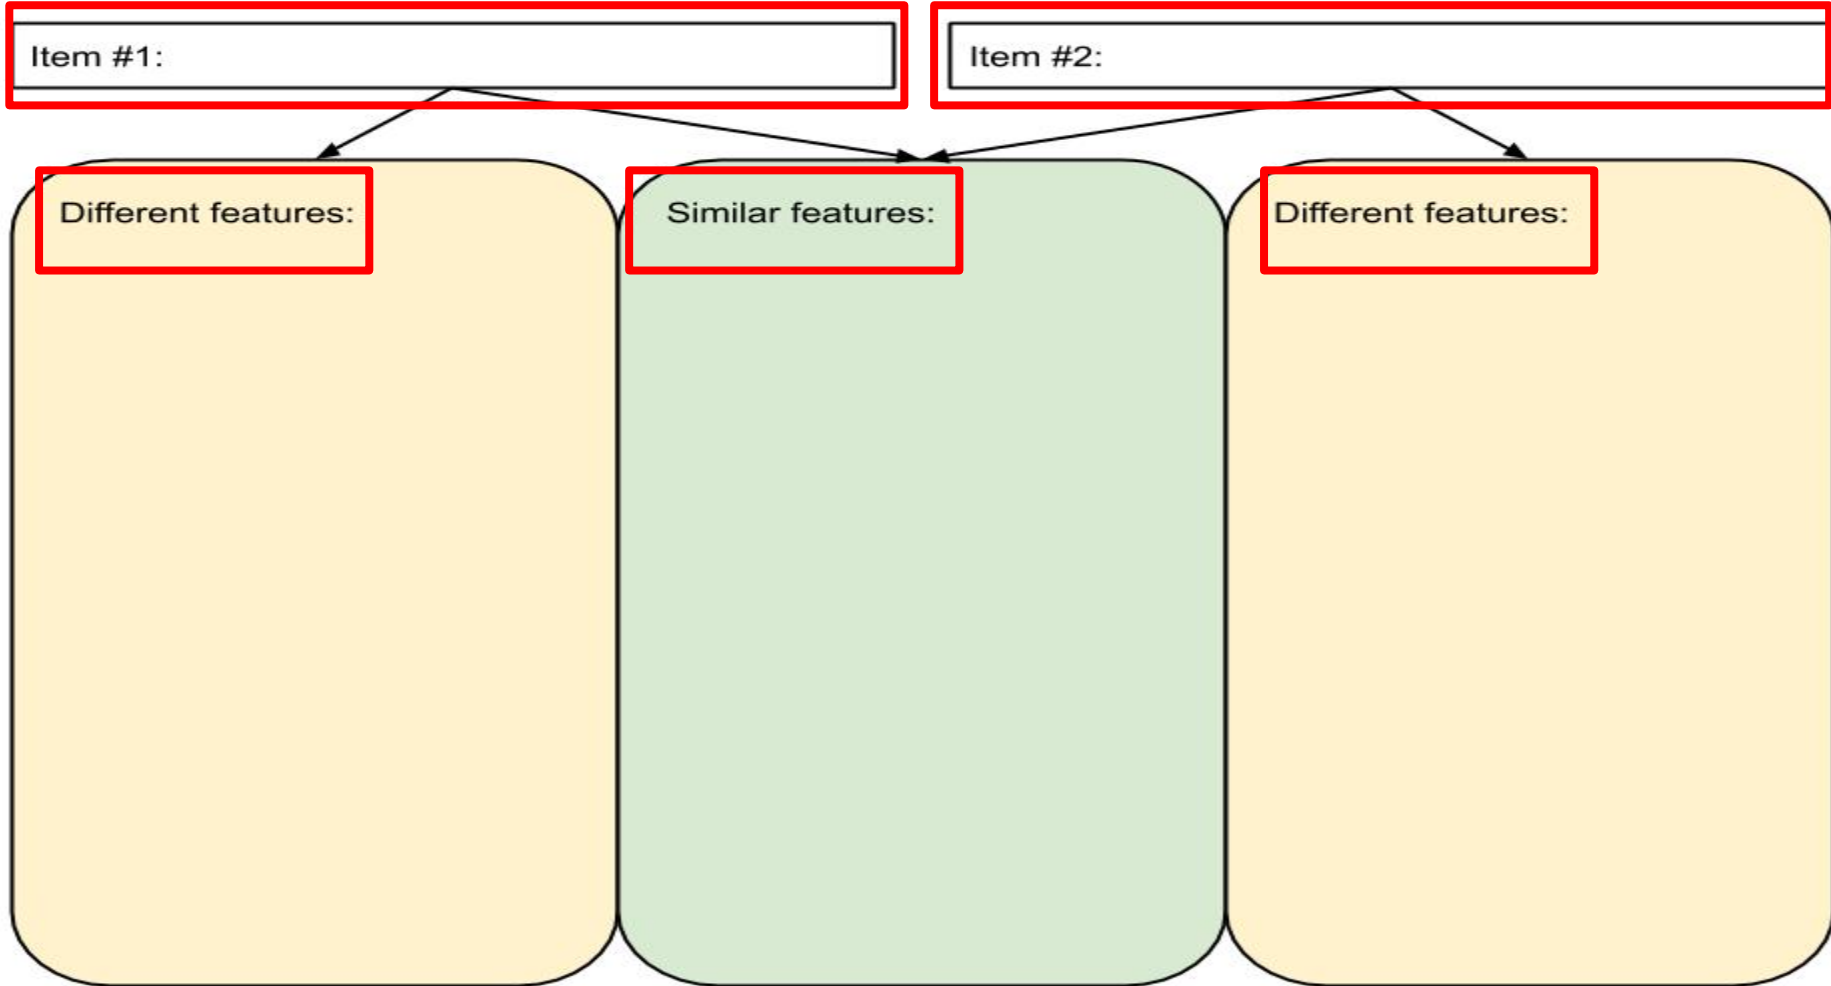 Item #1:
Item #2:
Different features:
Similar features:
Different features: